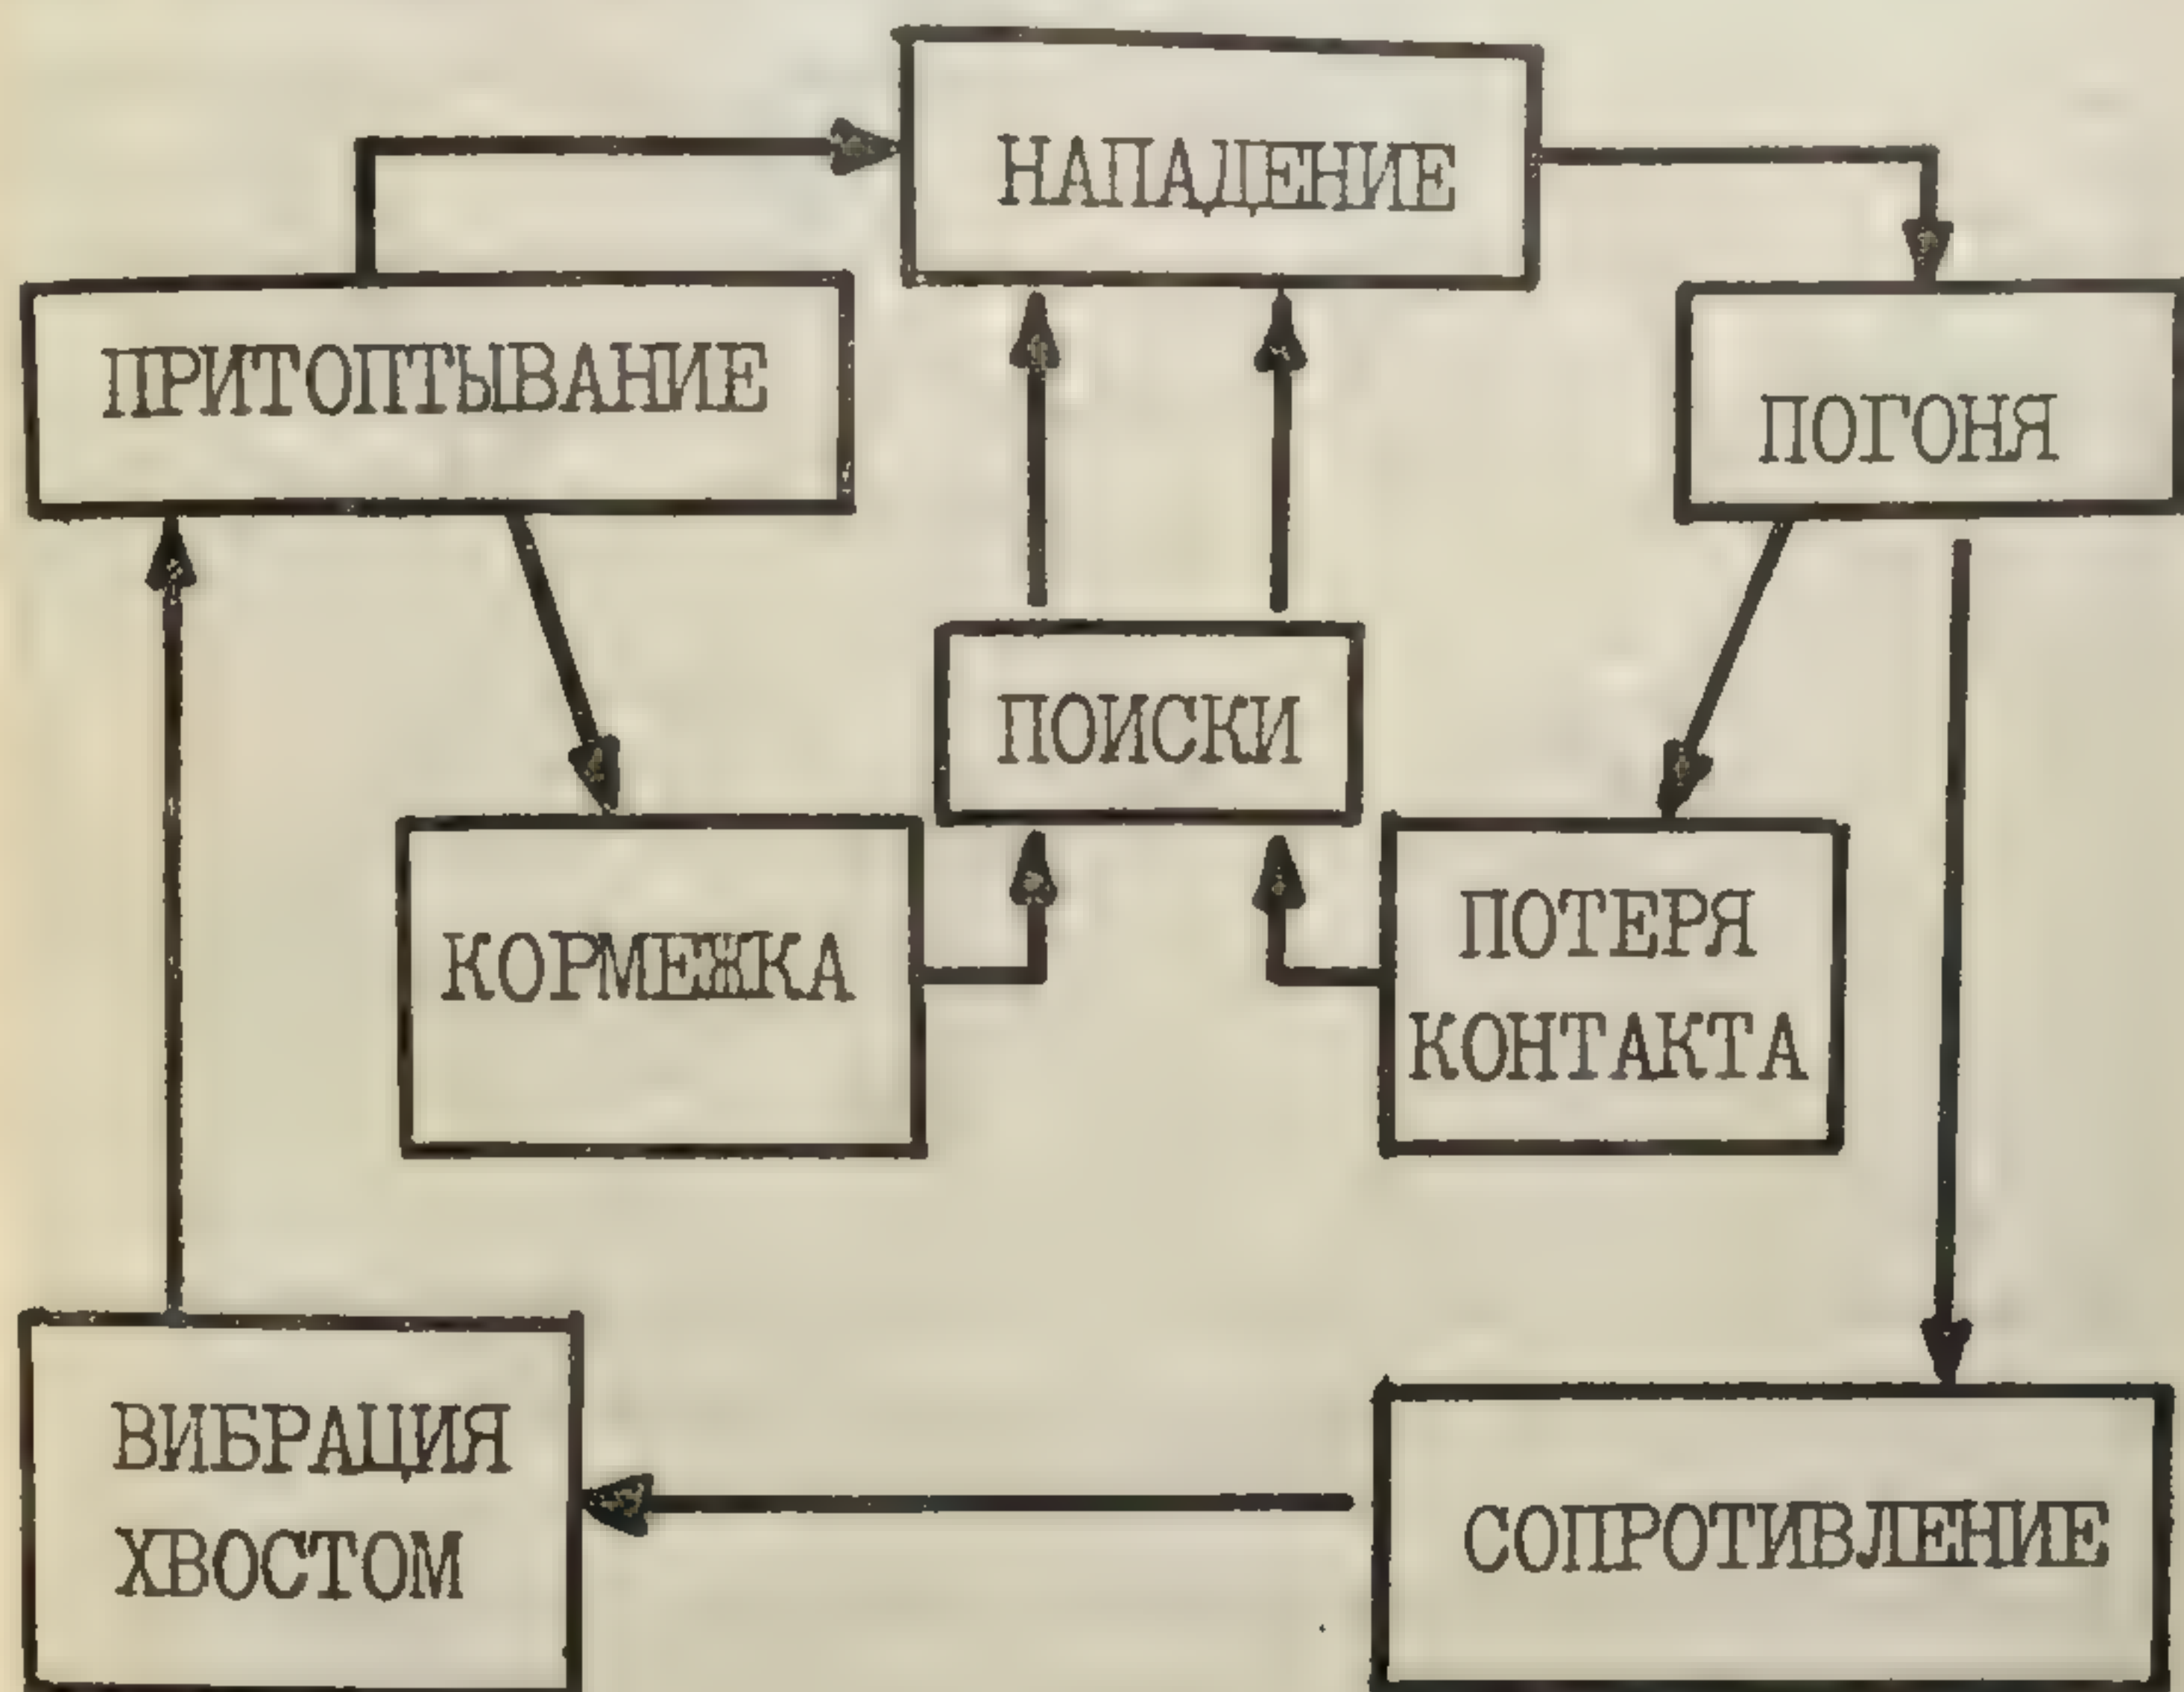 НАПАДЕНИЕ
ПРИТОПТЫВАНИЕ
ПОГОНЯ
ПОИСКИ
КОРМЕЖКА
ПОТЕРЯ
КОНТАКТА
ВИБРАЦИЯ
ХВОСТОМ
СОПРОТИВЛЕНИЕ